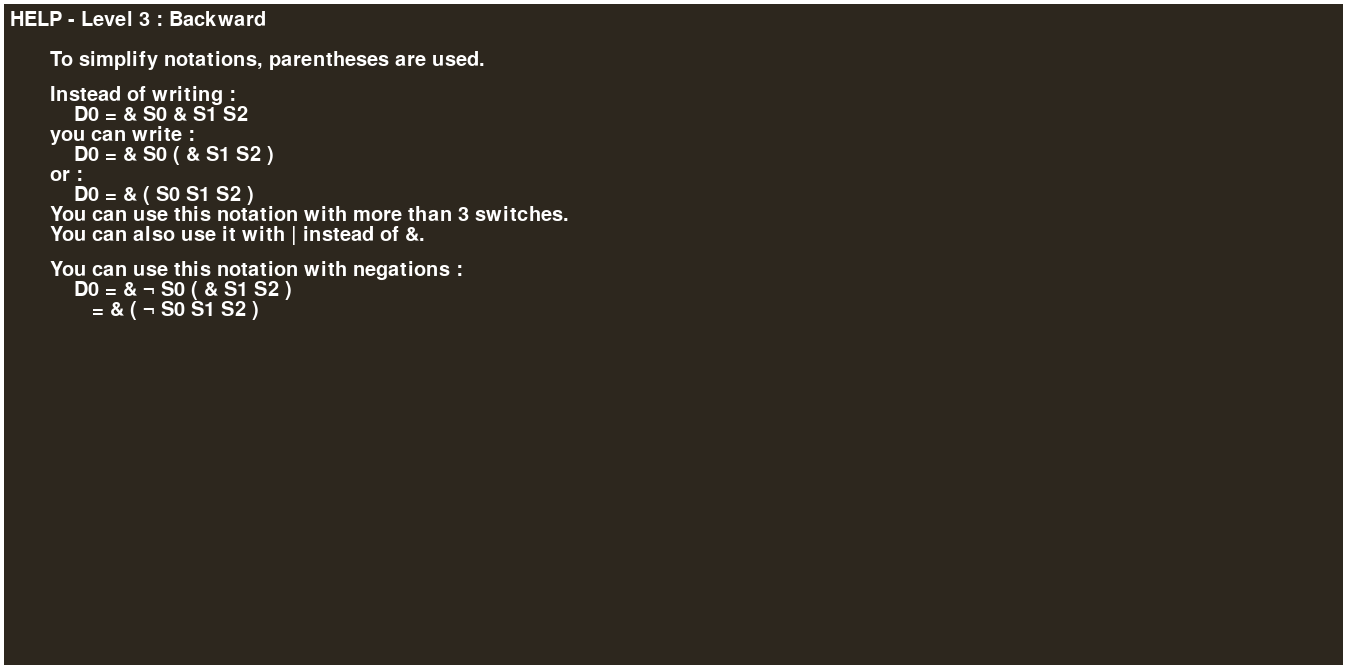 HELP - Level 3 : Backward
To simplify notations, parentheses are used.
Instead of writing :
D0 = & S0 & S1 S2
you can write :
D0 = & S0 ( & S1 S2 )
or :
D0 = & ( S0 S1 S2 )
You can use this notation with more than 3 switches.
You can also use it with | instead of &.
You can use this notation with negations :
D0 = & ¬ S0 ( & S1 S2 )
= & ( ¬ S0 S1 S2 )